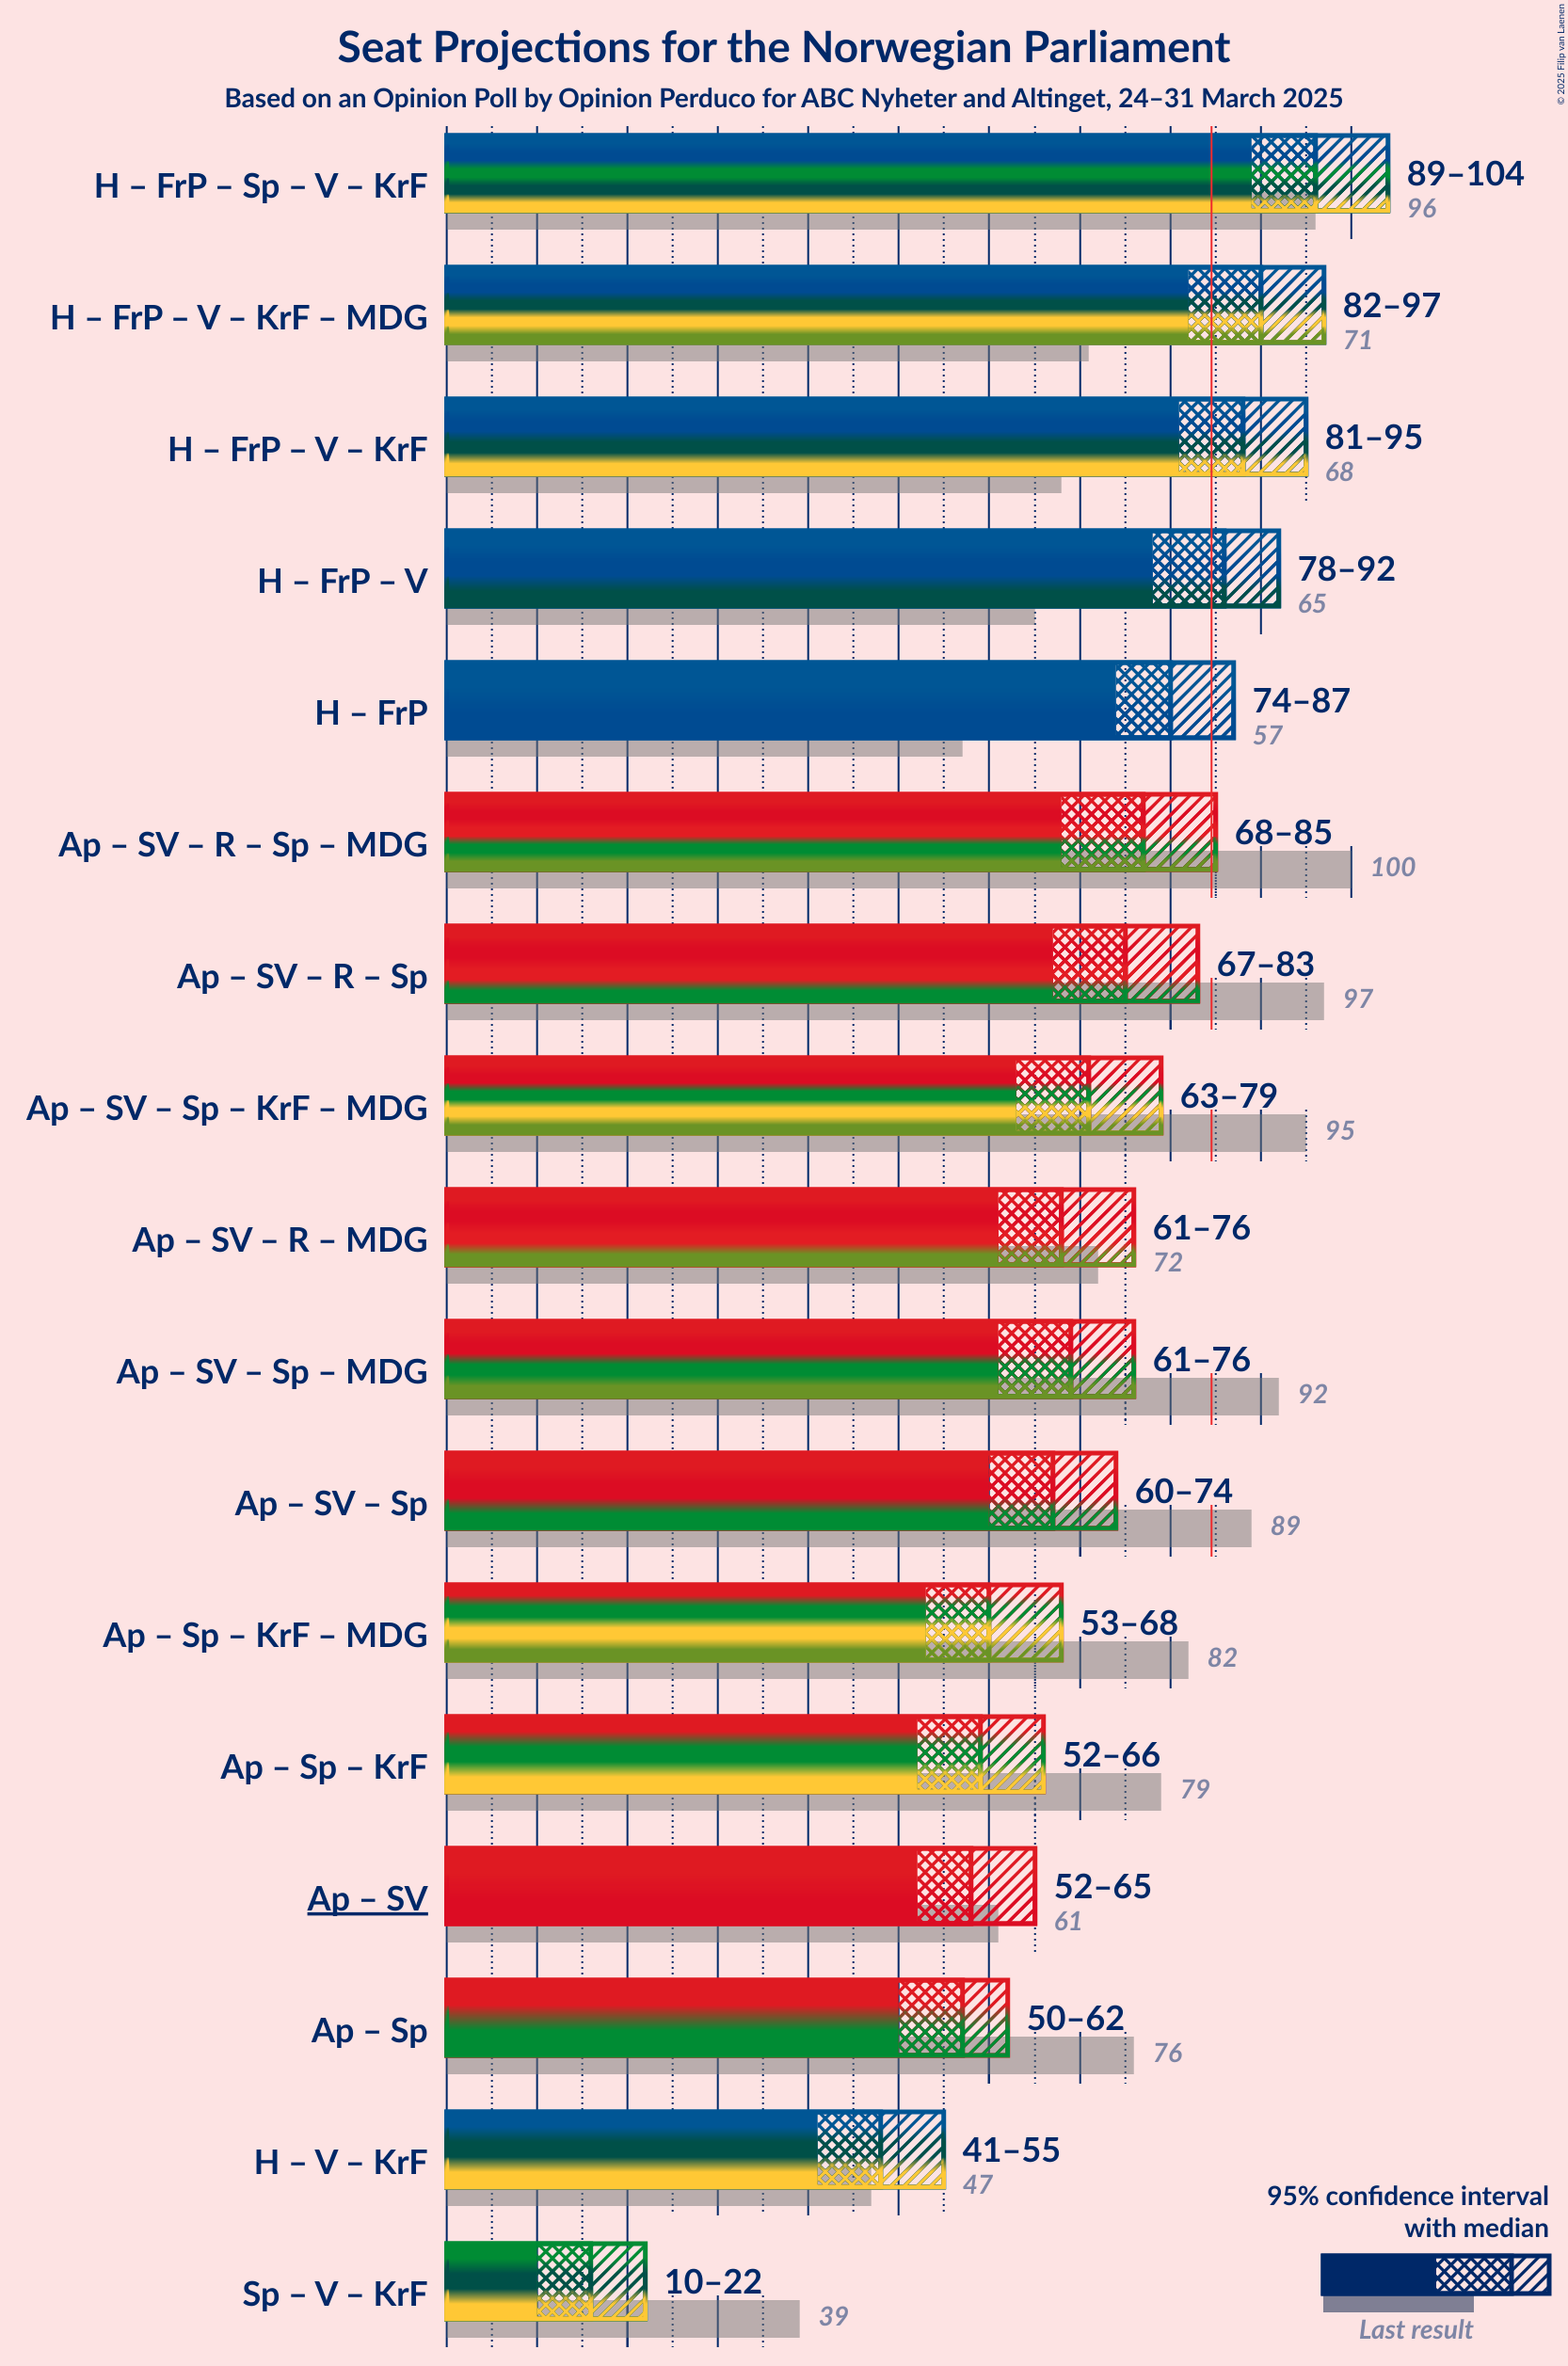 © 2025 Filip van Laenen
Seat Projections for the Norwegian Parliament
Based on an Opinion Poll by Opinion Perduco for ABC Nyheter and Altinget, 24–31 March 2025
H – FrP – Sp – V – KrF
89–104
96
H – FrP – V – KrF – MDG
82–97
71
H – FrP – V – KrF
81–95
68
H – FrP – V
78–92
65
H – FrP
74–87
57
Ap – SV – R – Sp – MDG
68–85
100
Ap – SV – R – Sp
67–83
97
Ap – SV – Sp – KrF – MDG
63–79
95
Ap – SV – R – MDG
61–76
72
Ap – SV – Sp – MDG
61–76
92
Ap – SV – Sp
60–74
89
Ap – Sp – KrF – MDG
53–68
82
Ap – Sp – KrF
52–66
79
Ap – SV
52–65
61
Ap – Sp
50–62
76
H – V – KrF
41–55
47
Sp – V – KrF
10–22
39
95% confidence interval
with median
Last result